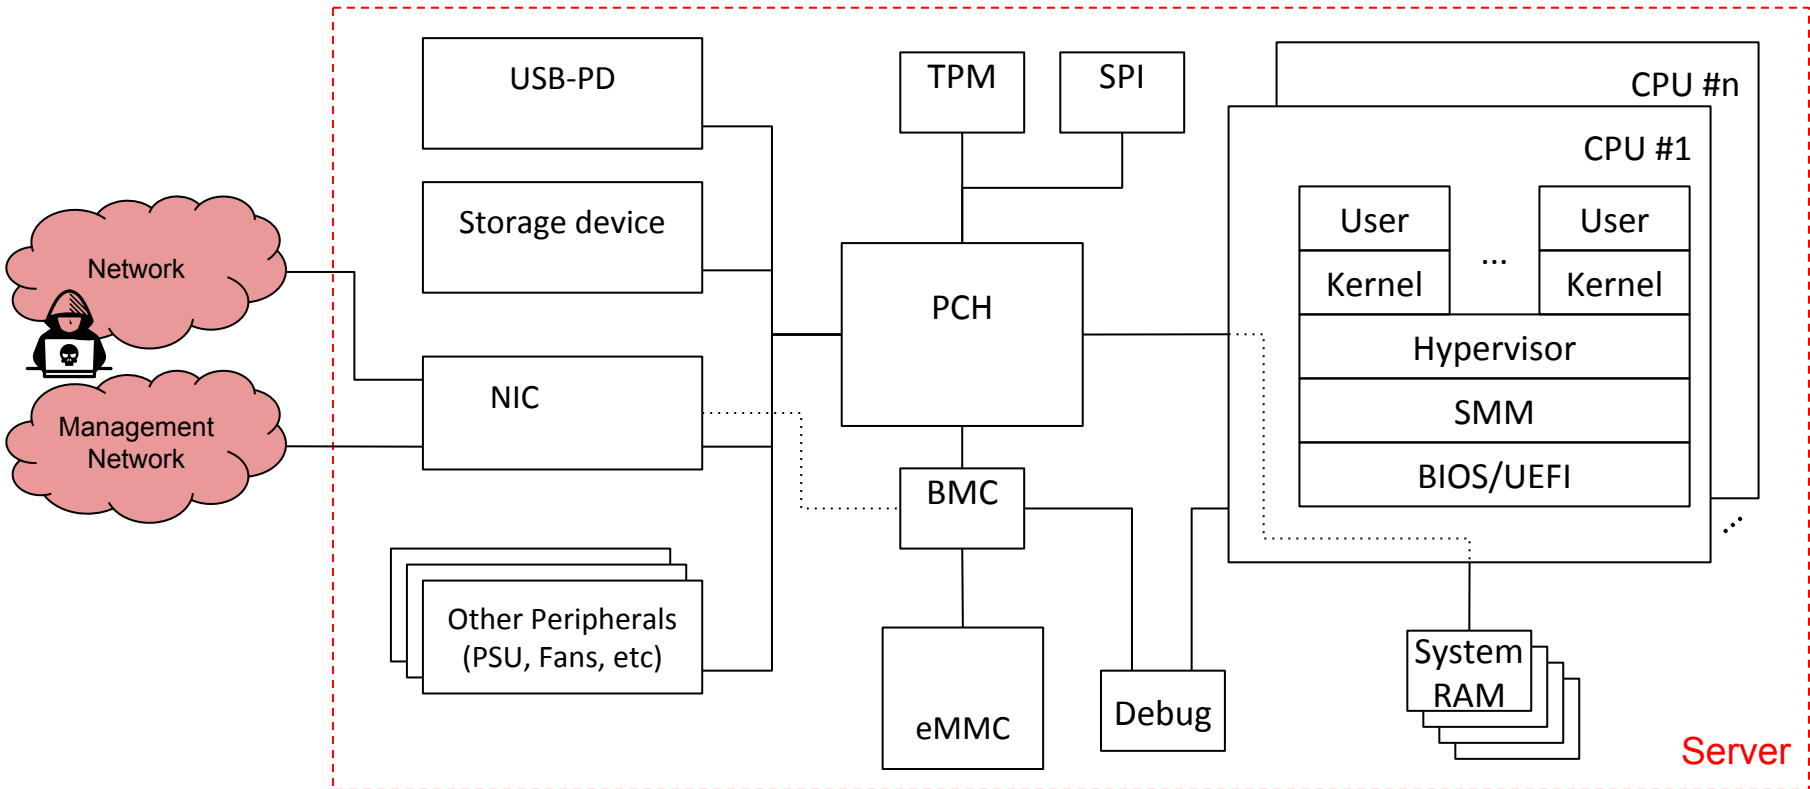 USB-PD
TPM
SPI
CPU #n
CPU #1
Storage device
User
...
User
Kernel
Kernel
Network
PCH
Hypervisor
NIC
SMM
Management
Network
BMC
BIOS/UEFI
...
Other Peripherals
(PSU, Fans, etc)
eMMC
Debug
System
RAM
Server